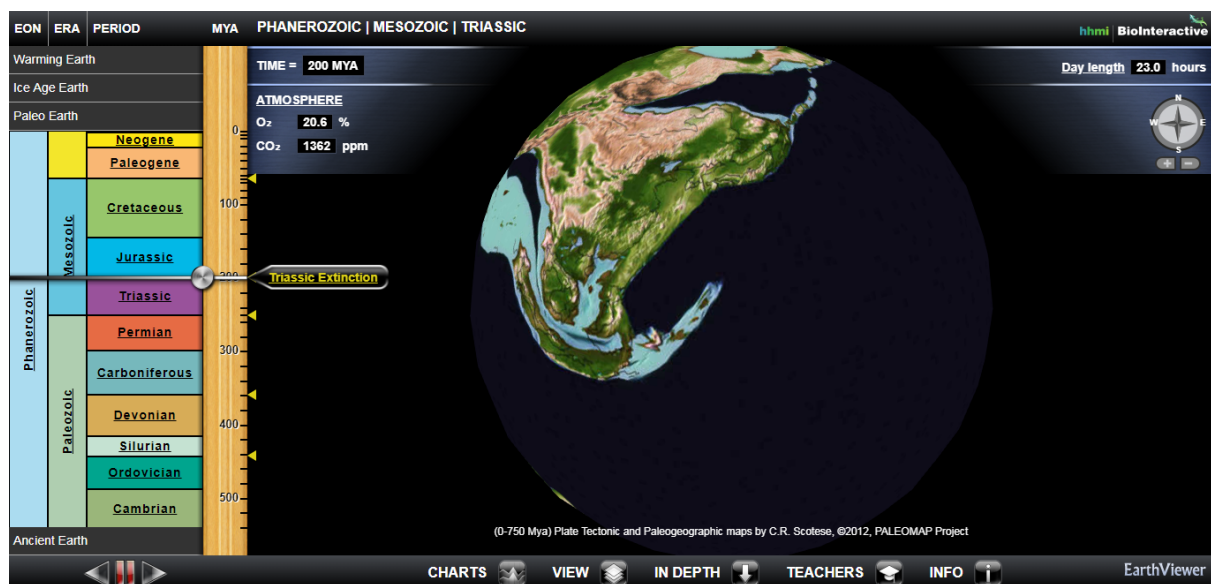 EON ERA PERIOD MYA PHANEROZOIC | MESOZOIC | TRIASSIC
hhmi BioInteractive
Warming Earth
Ice Age Earth
Paleo Earth
TIME = 200 MYA
Day length 23.0 hours
ATMOSPHERE
O₂ 20.6 %
CO₂ 1362 ppm
N
W E
S
+ −
Phanerozoic
Mesozoic
Paleozoic
Neogene
Paleogene
Cretaceous
Jurassic
Triassic
Permian
Carboniferous
Devonian
Silurian
Ordovician
Cambrian
0
100
200
300
400
500
Triassic Extinction
Ancient Earth
(0-750 Mya) Plate Tectonic and Paleogeographic maps by C.R. Scotese, ©2012, PALEOMAP Project
CHARTS VIEW IN DEPTH TEACHERS INFO i EarthViewer